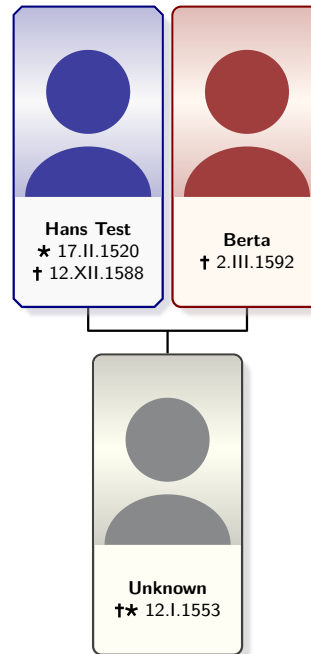 Hans Test
★ 17.II.1520
† 12.XII.1588
Berta
† 2.III.1592
Unknown
†★ 12.I.1553